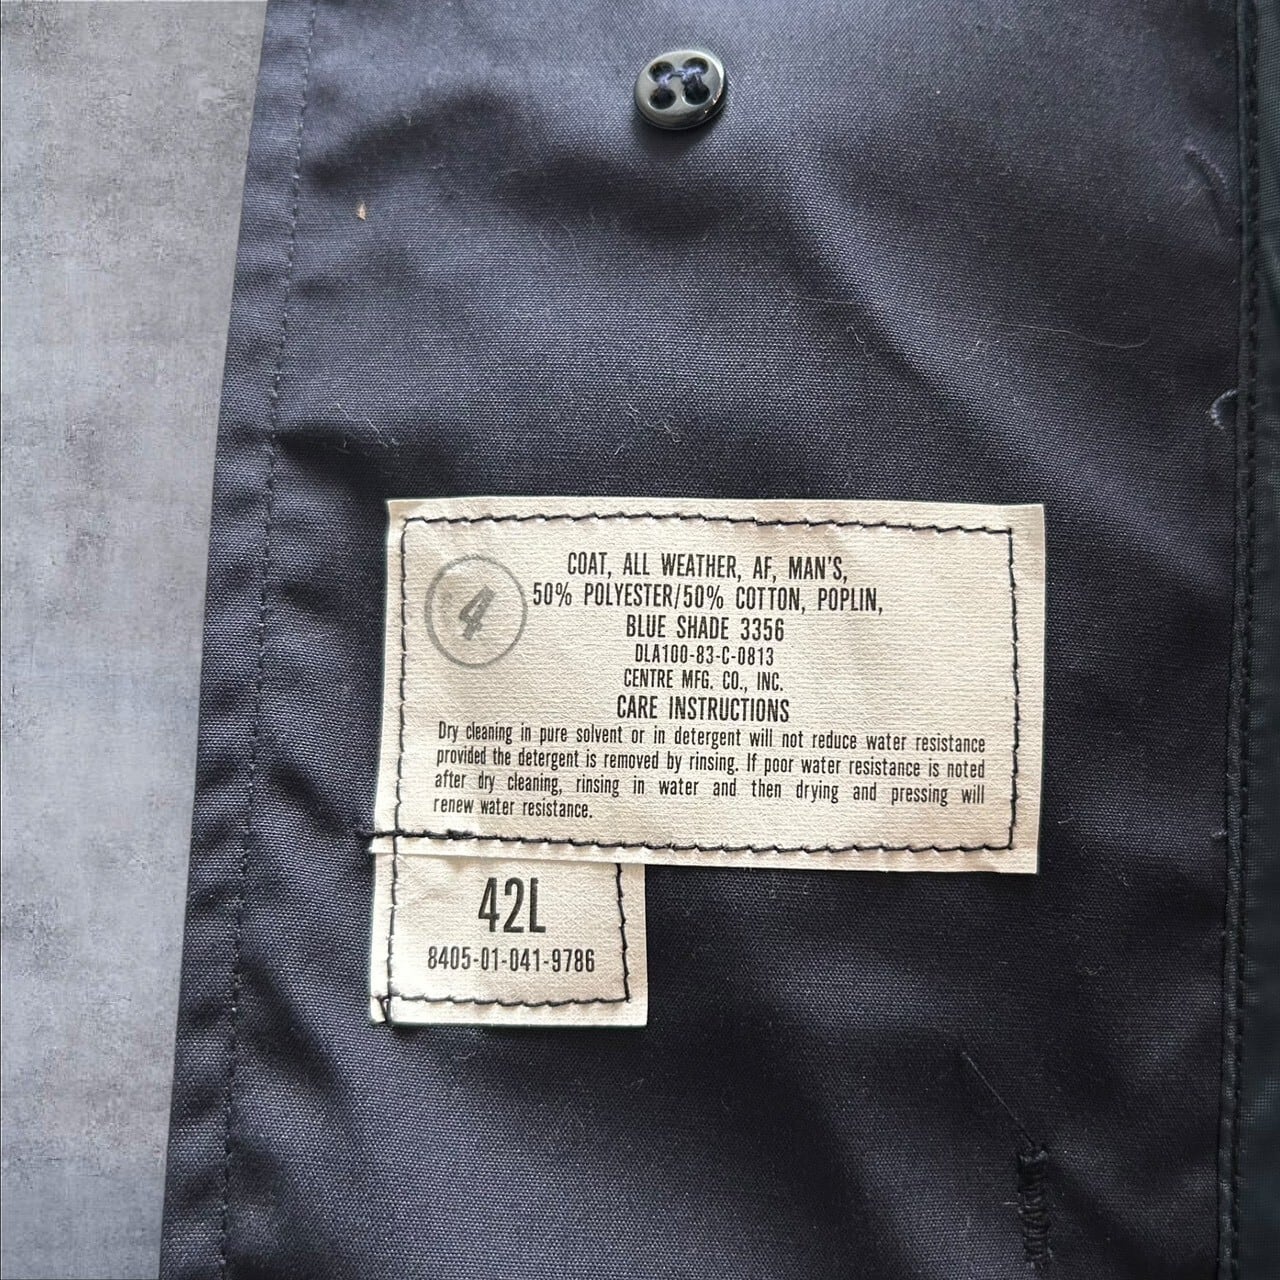 4
COAT, ALL WEATHER, AF, MAN'S,
50% POLYESTER/50% COTTON, POPLIN,
BLUE SHADE 3356
DLA100-83-C-0813
CENTRE MFG. CO., INC.
CARE INSTRUCTIONS
Dry cleaning in pure solvent or in detergent will not reduce water resistance
provided the detergent is removed by rinsing. If poor water resistance is noted
after dry cleaning, rinsing in water and then drying and pressing will
renew water resistance.
42L
8405-01-041-9786